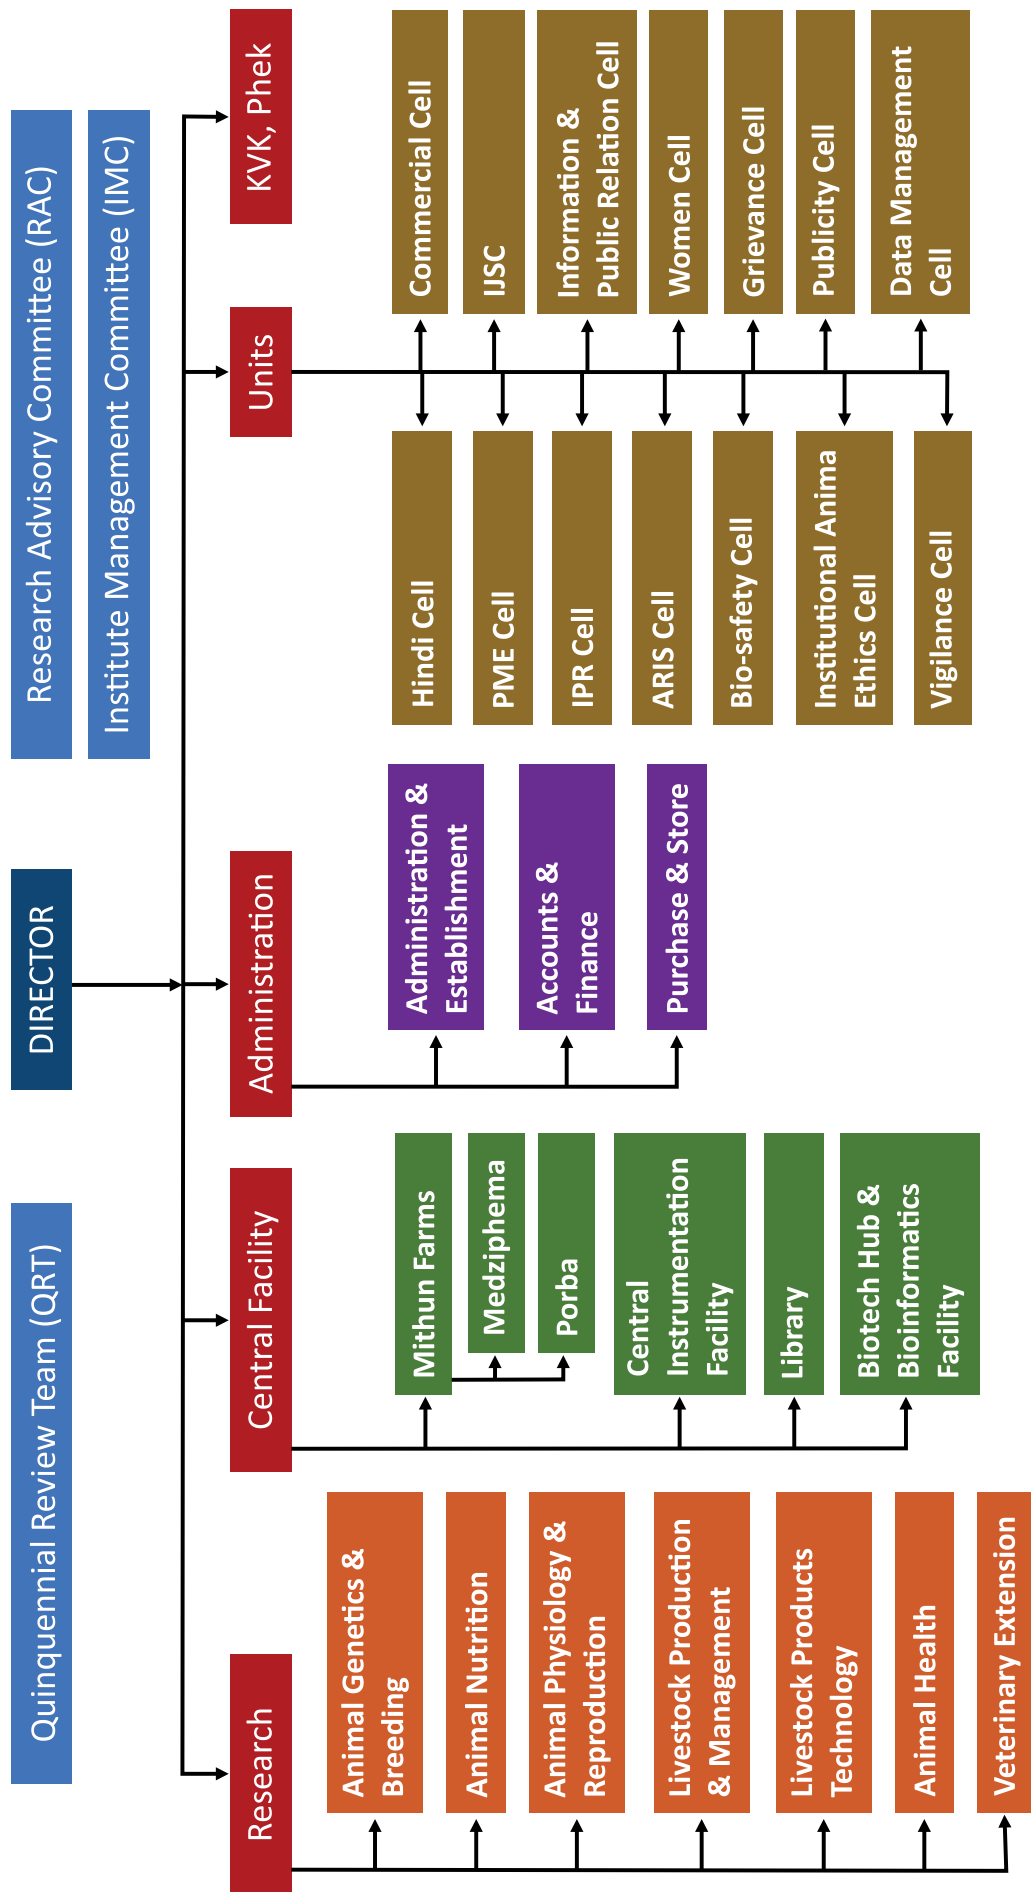 Quinquennial Review Team (QRT)
DIRECTOR
Research Advisory Committee (RAC)
Institute Management Committee (IMC)
Research
Central Facility
Administration
Units
KVK, Phek
Animal Genetics &
Breeding
Animal Nutrition
Animal Physiology &
Reproduction
Livestock Production
& Management
Livestock Products
Technology
Animal Health
Veterinary Extension
Mithun Farms
Medziphema
Porba
Central
Instrumentation
Facility
Library
Biotech Hub &
Bioinformatics
Facility
Administration &
Establishment
Accounts &
Finance
Purchase & Store
Hindi Cell
PME Cell
IPR Cell
ARIS Cell
Bio-safety Cell
Institutional Anima
Ethics Cell
Vigilance Cell
Commercial Cell
IJSC
Information &
Public Relation Cell
Women Cell
Grievance Cell
Publicity Cell
Data Management
Cell